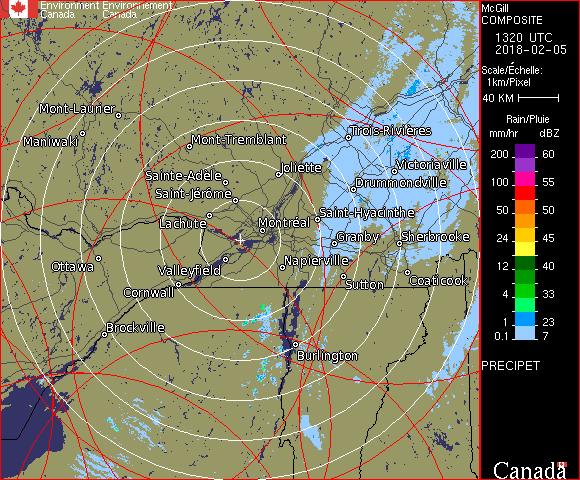 Environment Environnement
Canada Canada
McGill
COMPOSITE
1320 UTC
2018-02-05
Scale/Échelle:
1km/Pixel
40 KM
Rain/Pluie
mm/hr dBZ
200 60
100 55
50 50
24 45
12 40
4 33
1 23
0.1 7
PRECIPET
Canada
Mont-Laurier
Maniwaki
Mont-Tremblant
Trois-Rivières
Joliette
Victoriaville
Sainte-Adèle
Drummondville
Saint-Jérôme
Saint-Hyacinthe
Lachute
Montréal
Granby
Sherbrooke
Ottawa
Valleyfield
Napierville
Cornwall
Sutton
Coaticook
Brockville
Burlington